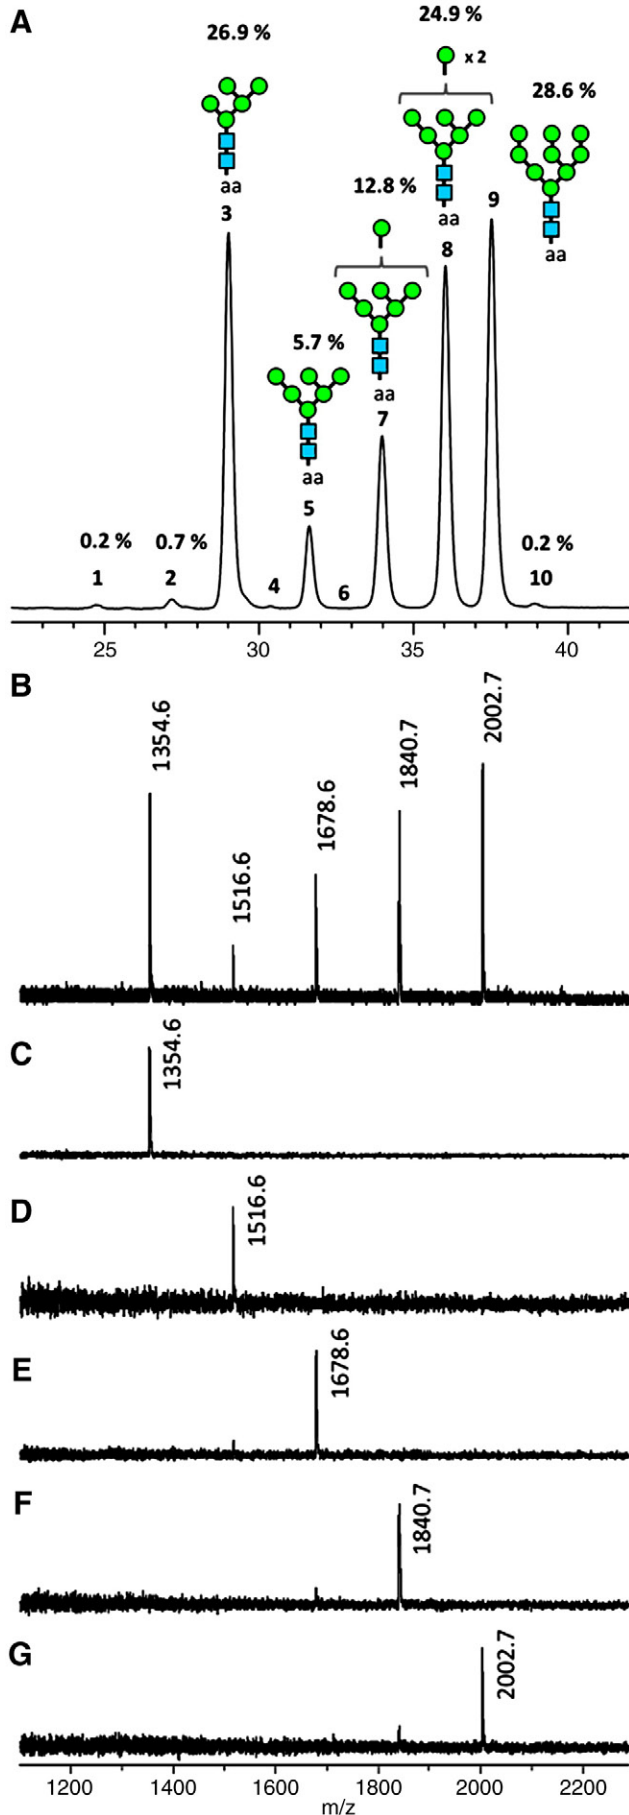 A
24.9 %
26.9 %
x 2
28.6 %
12.8 %
aa
3
aa
8
9
aa
5.7 %
aa
7
aa
5
0.2 %
0.7 %
0.2 %
1
2
4
6
10
25
30
35
40
B
1354.6
1516.6
1678.6
1840.7
2002.7
C
1354.6
D
1516.6
E
1678.6
F
1840.7
G
2002.7
1200
1400
1600
1800
2000
2200
m/z